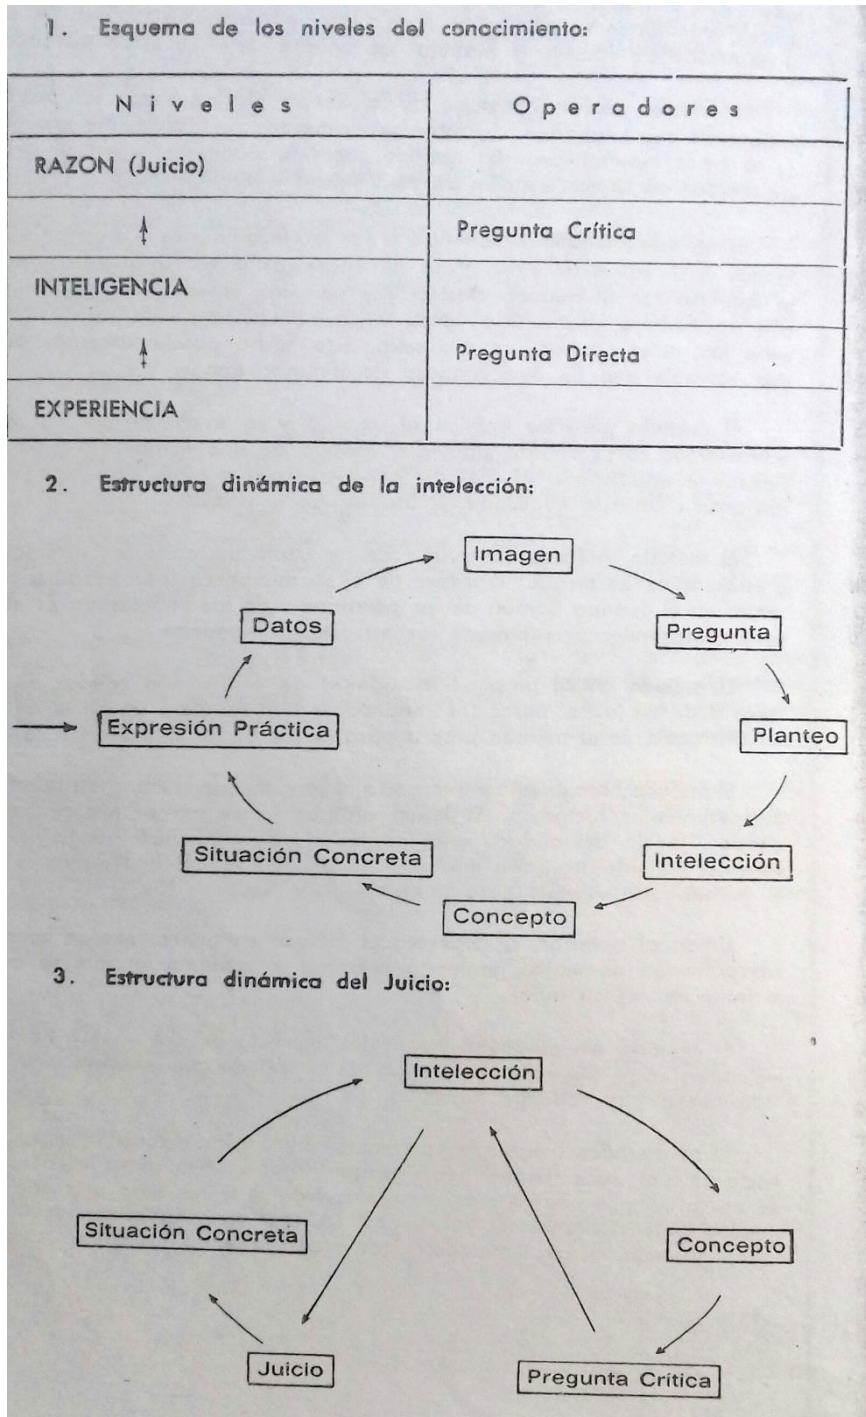 1. Esquema de los niveles del conocimiento:
Niveles Operadores
RAZON (Juicio)
Pregunta Crítica
INTELIGENCIA
Pregunta Directa
EXPERIENCIA
2. Estructura dinámica de la intelección:
Imagen
Datos
Pregunta
Expresión Práctica
Planteo
Situación Concreta
Intelección
Concepto
3. Estructura dinámica del Juicio:
Intelección
Situación Concreta
Concepto
Juicio
Pregunta Crítica